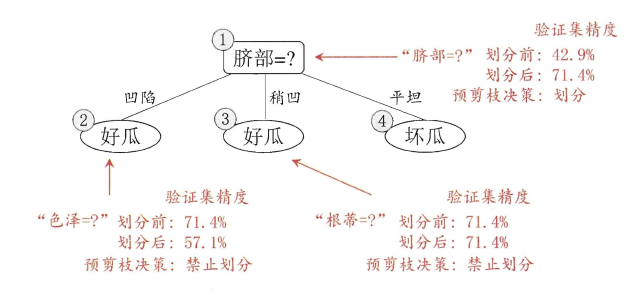 验证集精度
①
脐部=?
“脐部=?” 划分前: 42.9%
划分后: 71.4%
预剪枝决策: 划分
凹陷
稍凹
平坦
②
好瓜
③
好瓜
④
坏瓜
验证集精度
“色泽=?” 划分前: 71.4%
划分后: 57.1%
预剪枝决策: 禁止划分
验证集精度
“根蒂=?” 划分前: 71.4%
划分后: 71.4%
预剪枝决策: 禁止划分